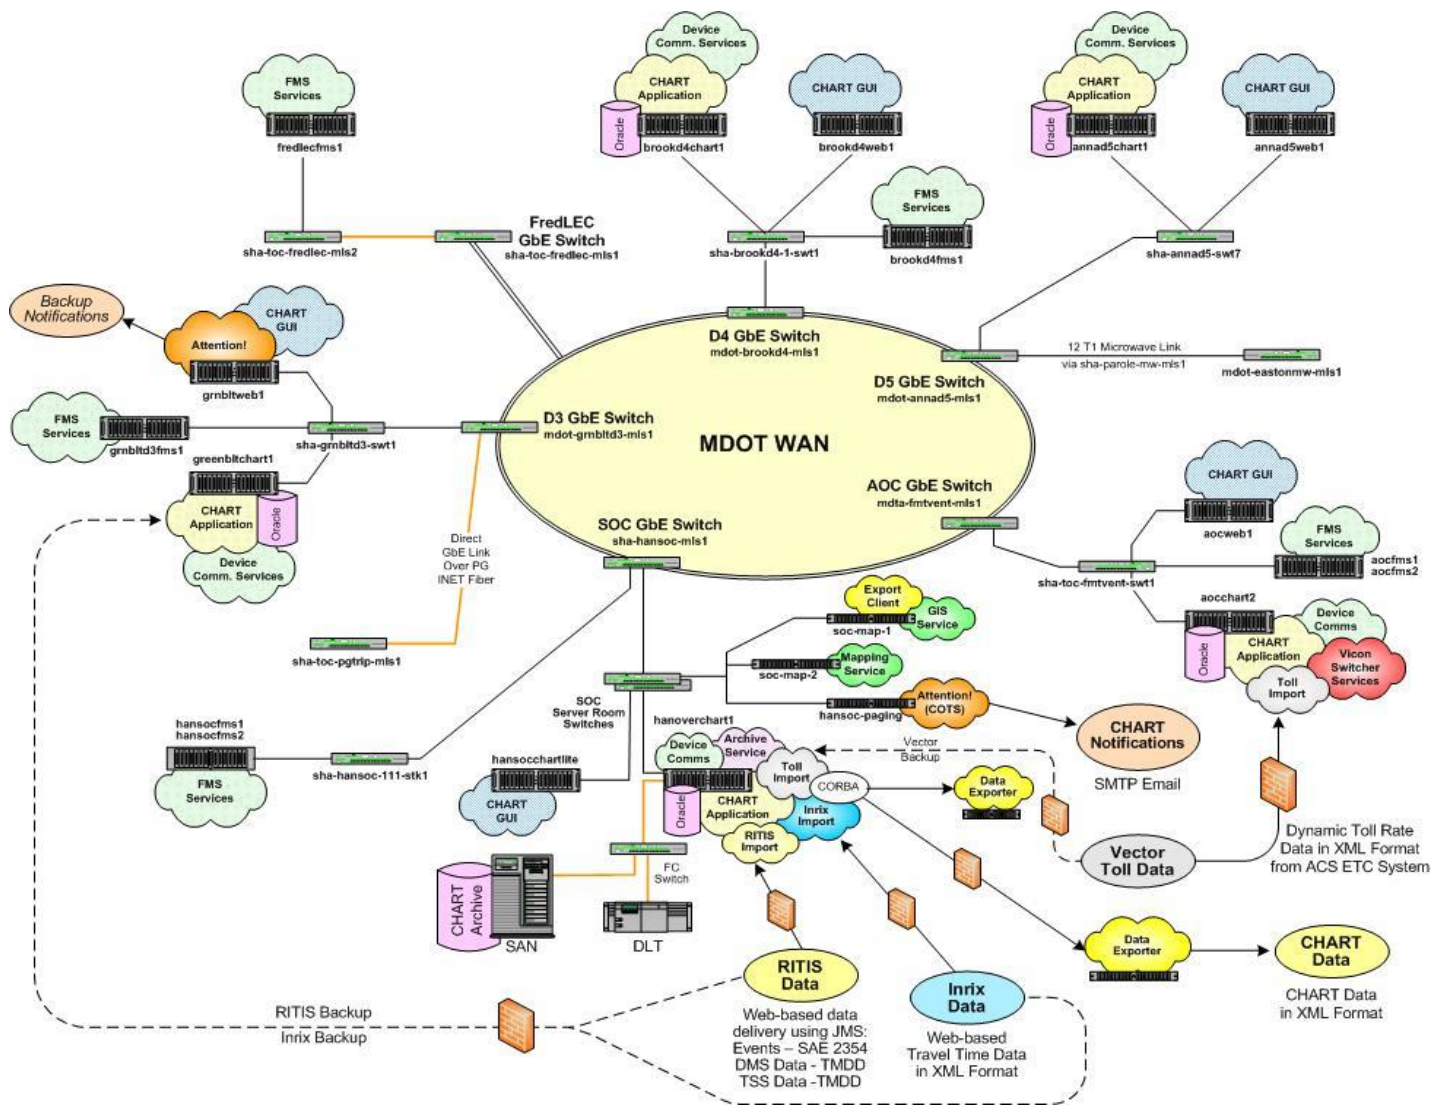 Device
Comm. Services
CHART
Application
Oracle
brookd4chart1
CHART GUI
brookd4web1
Device
Comm. Services
CHART
Application
Oracle
annad5chart1
CHART GUI
annad5web1
FMS
Services
fredlecfms1
sha-toc-fredlec-mls2
FredLEC
GbE Switch
sha-toc-fredlec-mls1
sha-brookd4-1-swt1
FMS
Services
brookd4fms1
sha-annad5-swt7
Backup
Notifications
CHART
GUI
Attention!
grnbltweb1
D4 GbE Switch
mdot-brookd4-mls1
12 T1 Microwave Link
via sha-parole-mw-mls1
mdot-eastonmw-mls1
D5 GbE Switch
mdot-annad5-mls1
FMS
Services
grnbltd3fms1
sha-grnbltd3-swt1
D3 GbE Switch
mdot-grnbltd3-mls1
MDOT WAN
greenbltchart1
CHART
Application
Oracle
Device
Comm. Services
AOC GbE Switch
mdta-fmtvent-mls1
CHART GUI
aocweb1
SOC GbE Switch
sha-hansoc-mls1
Direct
GbE Link
Over PG
INET Fiber
FMS
Services
aocfms1
aocfms2
sha-toc-fmtvent-swt1
aocchart2
Device
Comms
CHART
Application
Oracle
Vicon
Switcher
Services
Toll
Import
Export
Client
GIS
Service
soc-map-1
Mapping
Service
soc-map-2
sha-toc-pgtrip-mls1
SOC
Server Room
Switches
Attention!
(COTS)
hansoc-paging
CHART
Notifications
SMTP Email
hansocfms1
hansocfms2
FMS
Services
sha-hansoc-111-stk1
hansocchartlite
CHART
GUI
hanoverchart1
Device
Comms
Archive
Service
Toll
Import
CORBA
Oracle
CHART
Application
Inrix
Import
RITIS
Import
Vector
Backup
Data
Exporter
Vector
Toll Data
Dynamic Toll Rate
Data in XML Format
from ACS ETC System
FC
Switch
CHART
Archive
SAN
DLT
RITIS
Data
Inrix
Data
Data
Exporter
CHART
Data
CHART Data
in XML Format
RITIS Backup
Inrix Backup
Web-based data
delivery using JMS:
Events – SAE 2354
DMS Data - TMDD
TSS Data -TMDD
Web-based
Travel Time Data
in XML Format